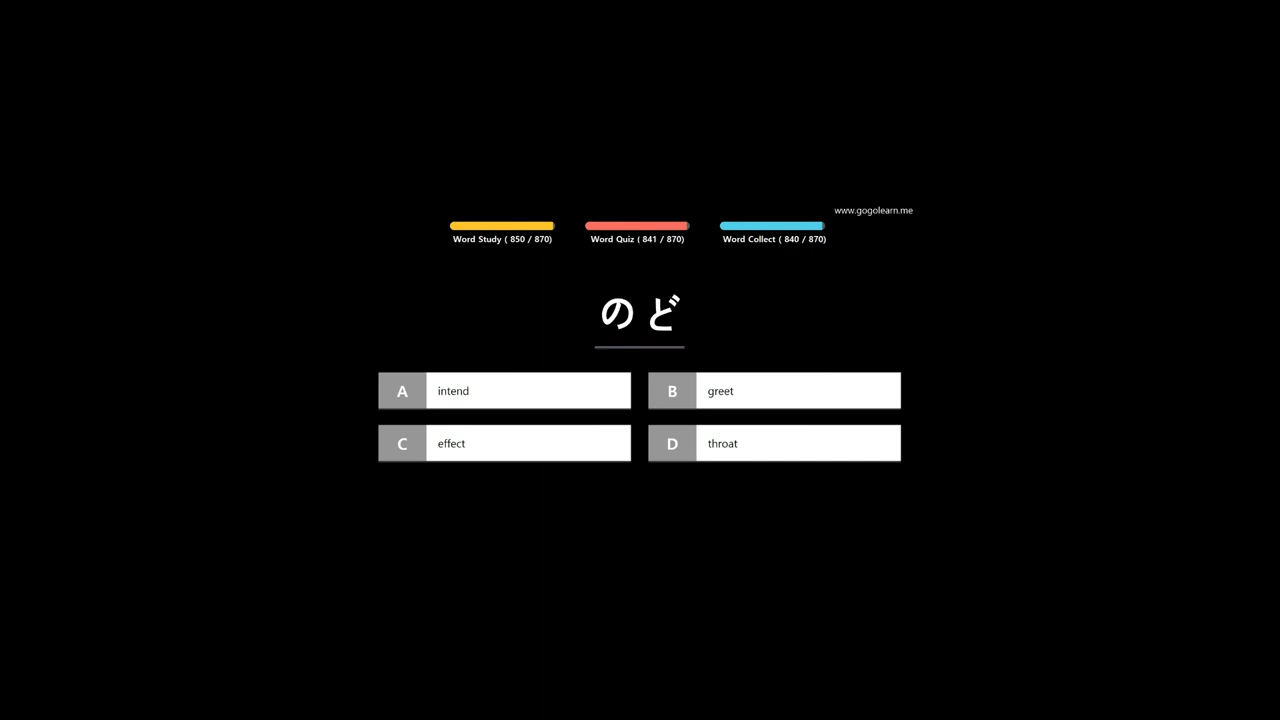 www.gogolearn.me
Word Study ( 850 / 870)
Word Quiz ( 841 / 870)
Word Collect ( 840 / 870)
のど
A intend
B greet
C effect
D throat